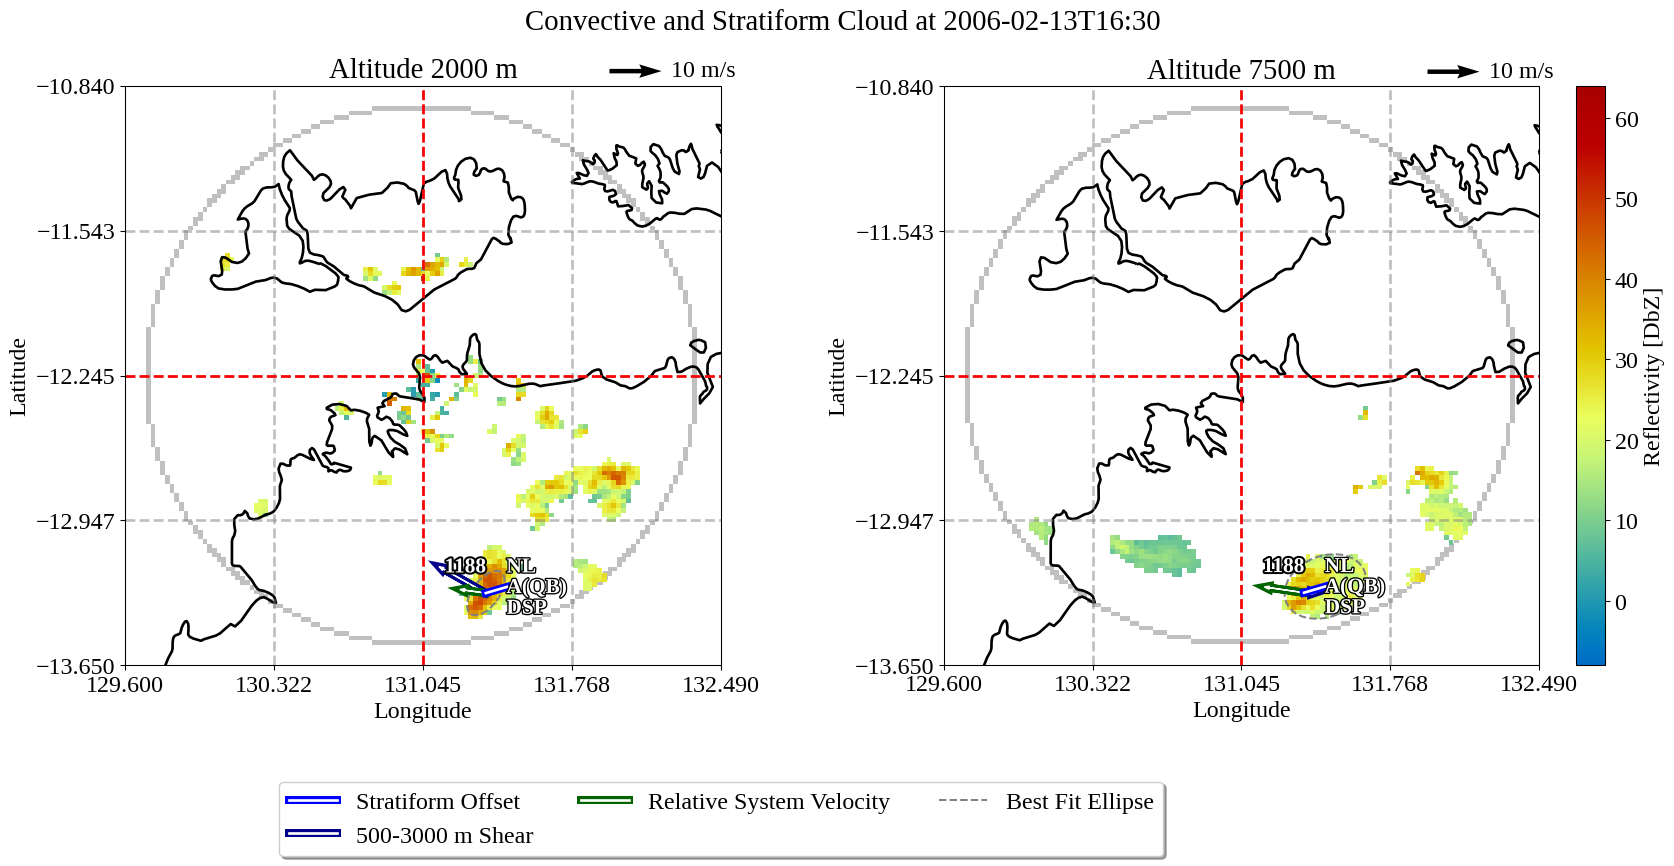 Convective and Stratiform Cloud at 2006-02-13T16:30
Altitude 2000 m
10 m/s
Altitude 7500 m
10 m/s
−10.840
−11.543
−12.245
−12.947
−13.650
Latitude
129.600
130.322
131.045
131.768
132.490
Longitude
1188
NL
A(QB)
DSP
−10.840
−11.543
−12.245
−12.947
−13.650
Latitude
129.600
130.322
131.045
131.768
132.490
Longitude
1188
NL
A(QB)
DSP
60
50
40
30
20
10
0
Reflectivity [DbZ]
Stratiform Offset
Relative System Velocity
Best Fit Ellipse
500-3000 m Shear